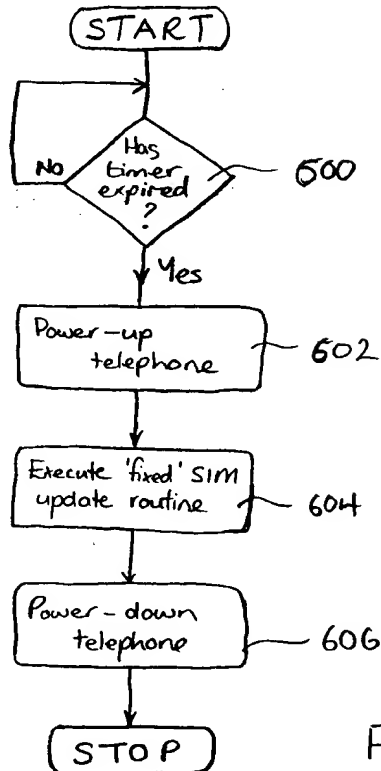 START
Has
timer
expired
?
600
No
Yes
Power-up
telephone
602
Execute 'fixed' SIM
update routine
604
Power-down
telephone
606
STOP
F